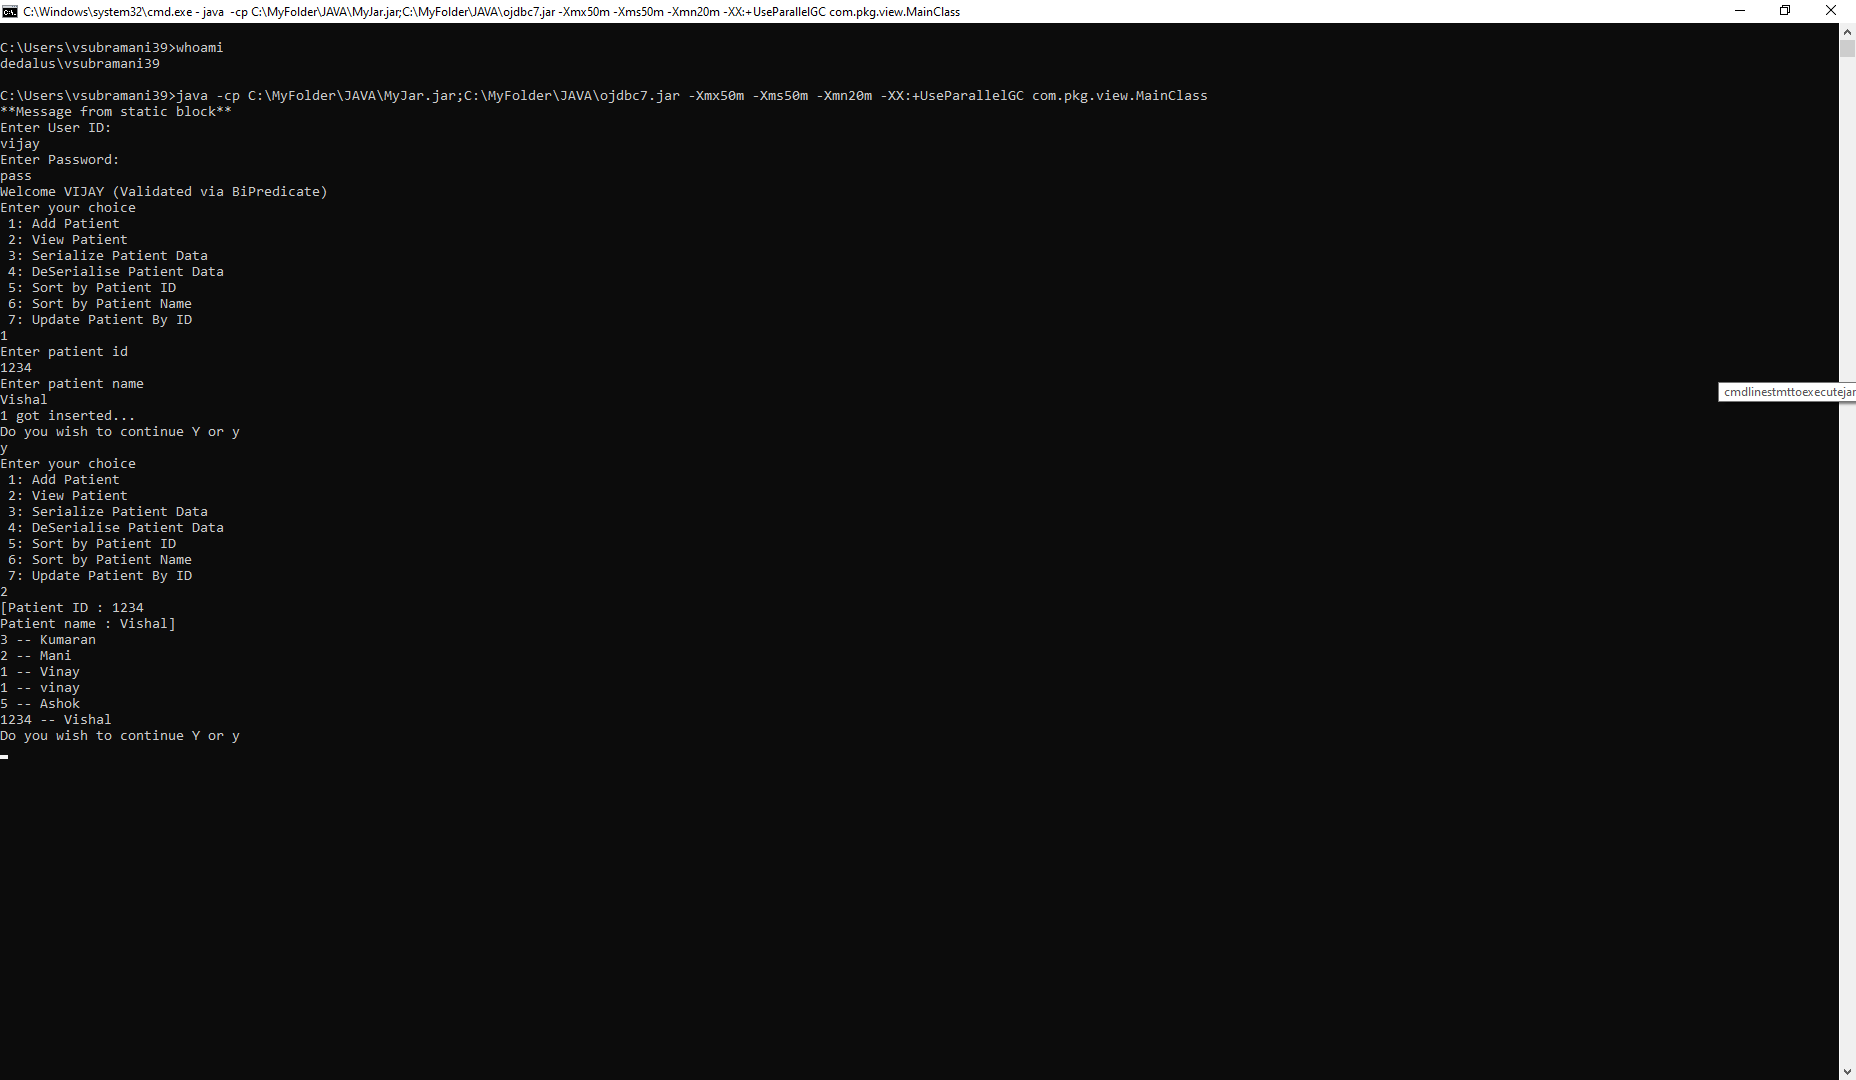 C:\Windows\system32\cmd.exe - java  -cp C:\MyFolder\JAVA\MyJar.jar;C:\MyFolder\JAVA\ojdbc7.jar -Xmx50m -Xms50m -Xmn20m -XX:+UseParallelGC com.pkg.view.MainClass
C:\Users\vsubramani39>whoami
dedalus\vsubramani39
C:\Users\vsubramani39>java -cp C:\MyFolder\JAVA\MyJar.jar;C:\MyFolder\JAVA\ojdbc7.jar -Xmx50m -Xms50m -Xmn20m -XX:+UseParallelGC com.pkg.view.MainClass
**Message from static block**
Enter User ID:
vijay
Enter Password:
pass
Welcome VIJAY (Validated via BiPredicate)
Enter your choice
 1: Add Patient
 2: View Patient
 3: Serialize Patient Data
 4: DeSerialise Patient Data
 5: Sort by Patient ID
 6: Sort by Patient Name
 7: Update Patient By ID
1
Enter patient id
1234
Enter patient name
Vishal
1 got inserted...
Do you wish to continue Y or y
y
Enter your choice
 1: Add Patient
 2: View Patient
 3: Serialize Patient Data
 4: DeSerialise Patient Data
 5: Sort by Patient ID
 6: Sort by Patient Name
 7: Update Patient By ID
2
[Patient ID : 1234
Patient name : Vishal]
3 -- Kumaran
2 -- Mani
1 -- Vinay
1 -- vinay
5 -- Ashok
1234 -- Vishal
Do you wish to continue Y or y
cmdlinestmttoexecutejar